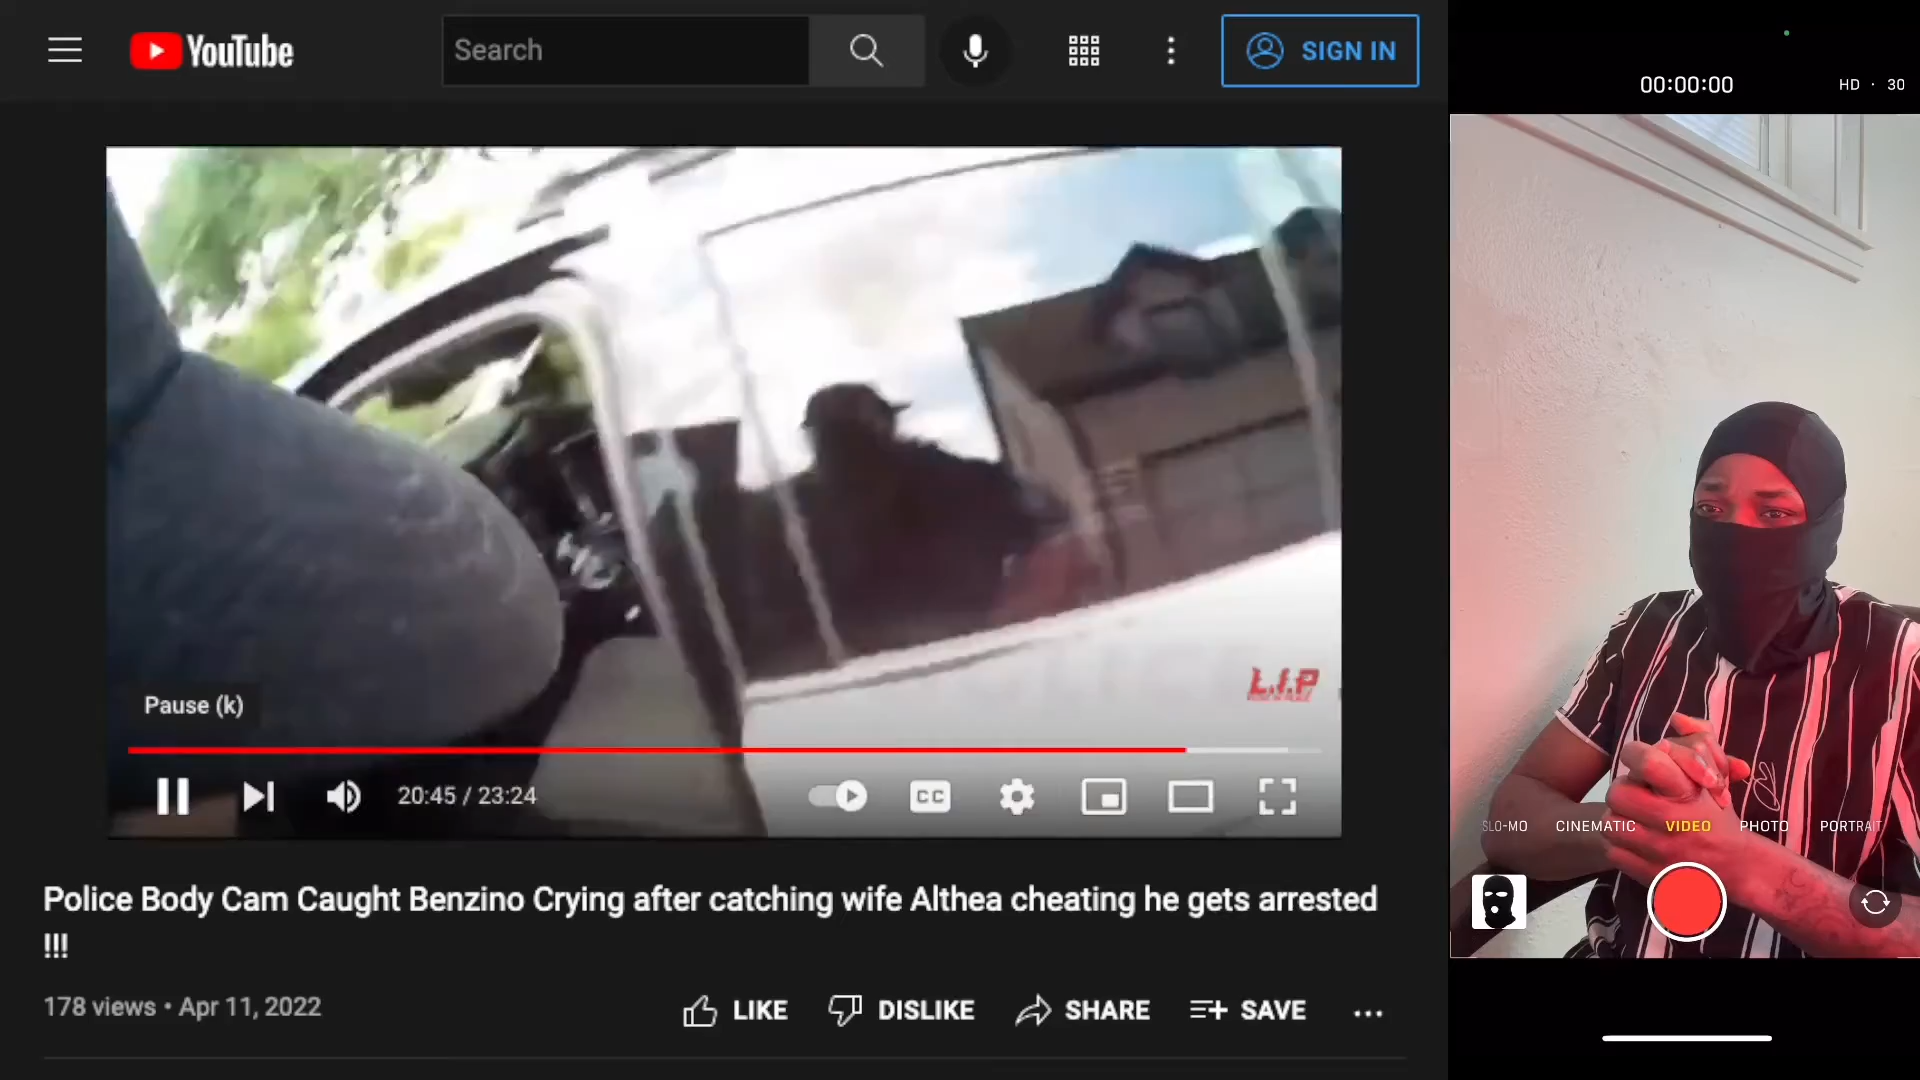 YouTube
Search
SIGN IN
00:00:00
HD · 30
L.I.P
Pause (k)
20:45 / 23:24
CC
SLO-MO CINEMATIC VIDEO PHOTO PORTRAIT
Police Body Cam Caught Benzino Crying after catching wife Althea cheating he gets arrested
!!!
178 views • Apr 11, 2022
LIKE DISLIKE SHARE SAVE